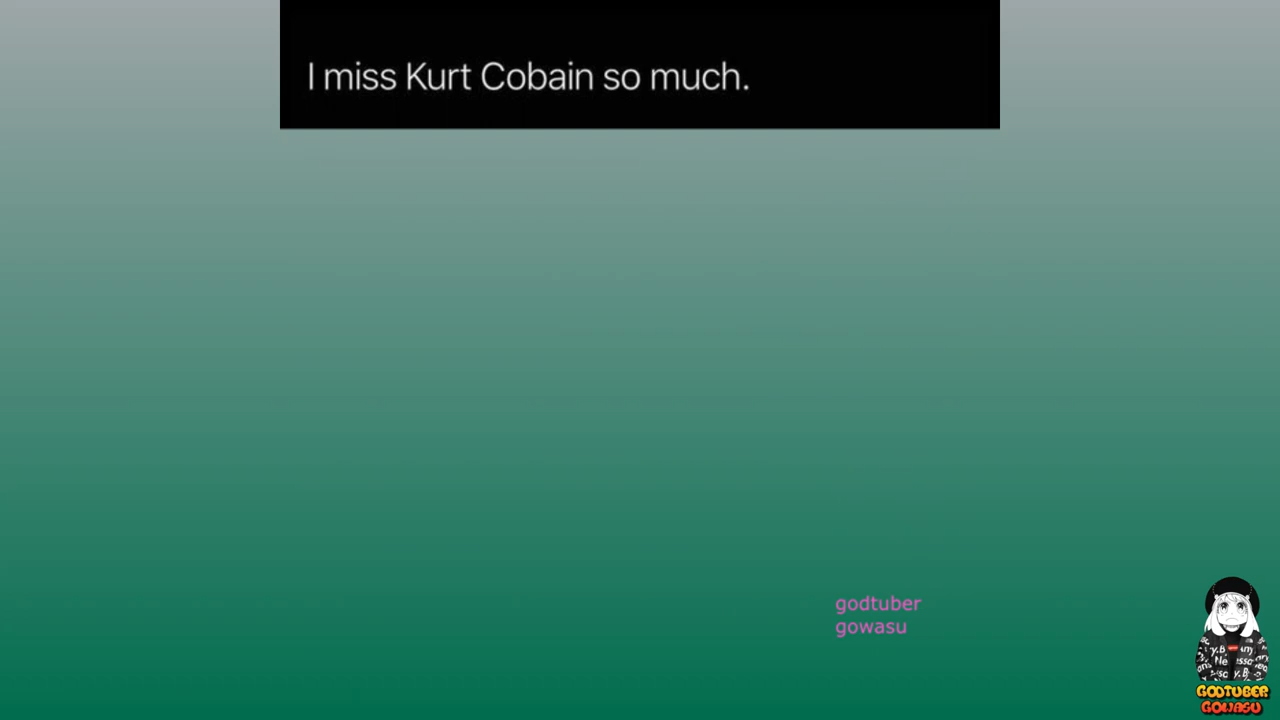 I miss Kurt Cobain so much.
godtuber
gowasu
GODTUBER
GOWASU